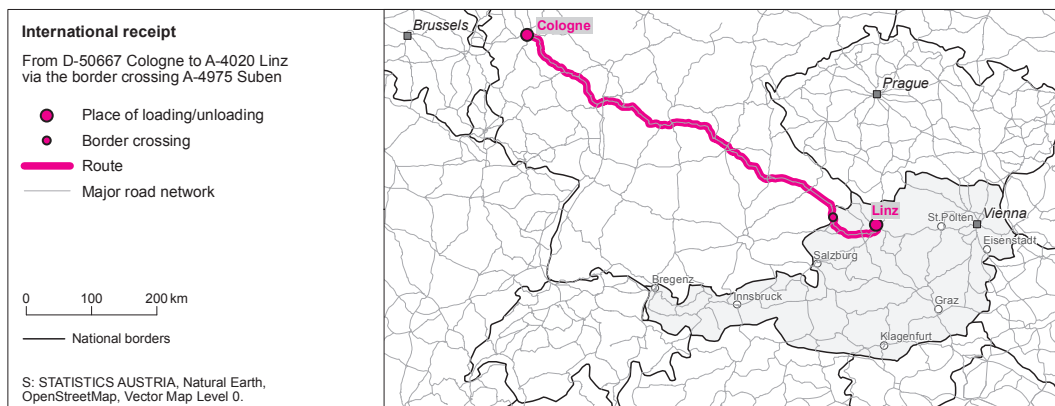 International receipt
From D-50667 Cologne to A-4020 Linz
via the border crossing A-4975 Suben
Place of loading/unloading
Border crossing
Route
Major road network
0 100 200 km
National borders
S: STATISTICS AUSTRIA, Natural Earth,
OpenStreetMap, Vector Map Level 0.
Brussels
Cologne
Prague
Linz
St.Pölten
Vienna
Eisenstadt
Salzburg
Bregenz
Innsbruck
Graz
Klagenfurt